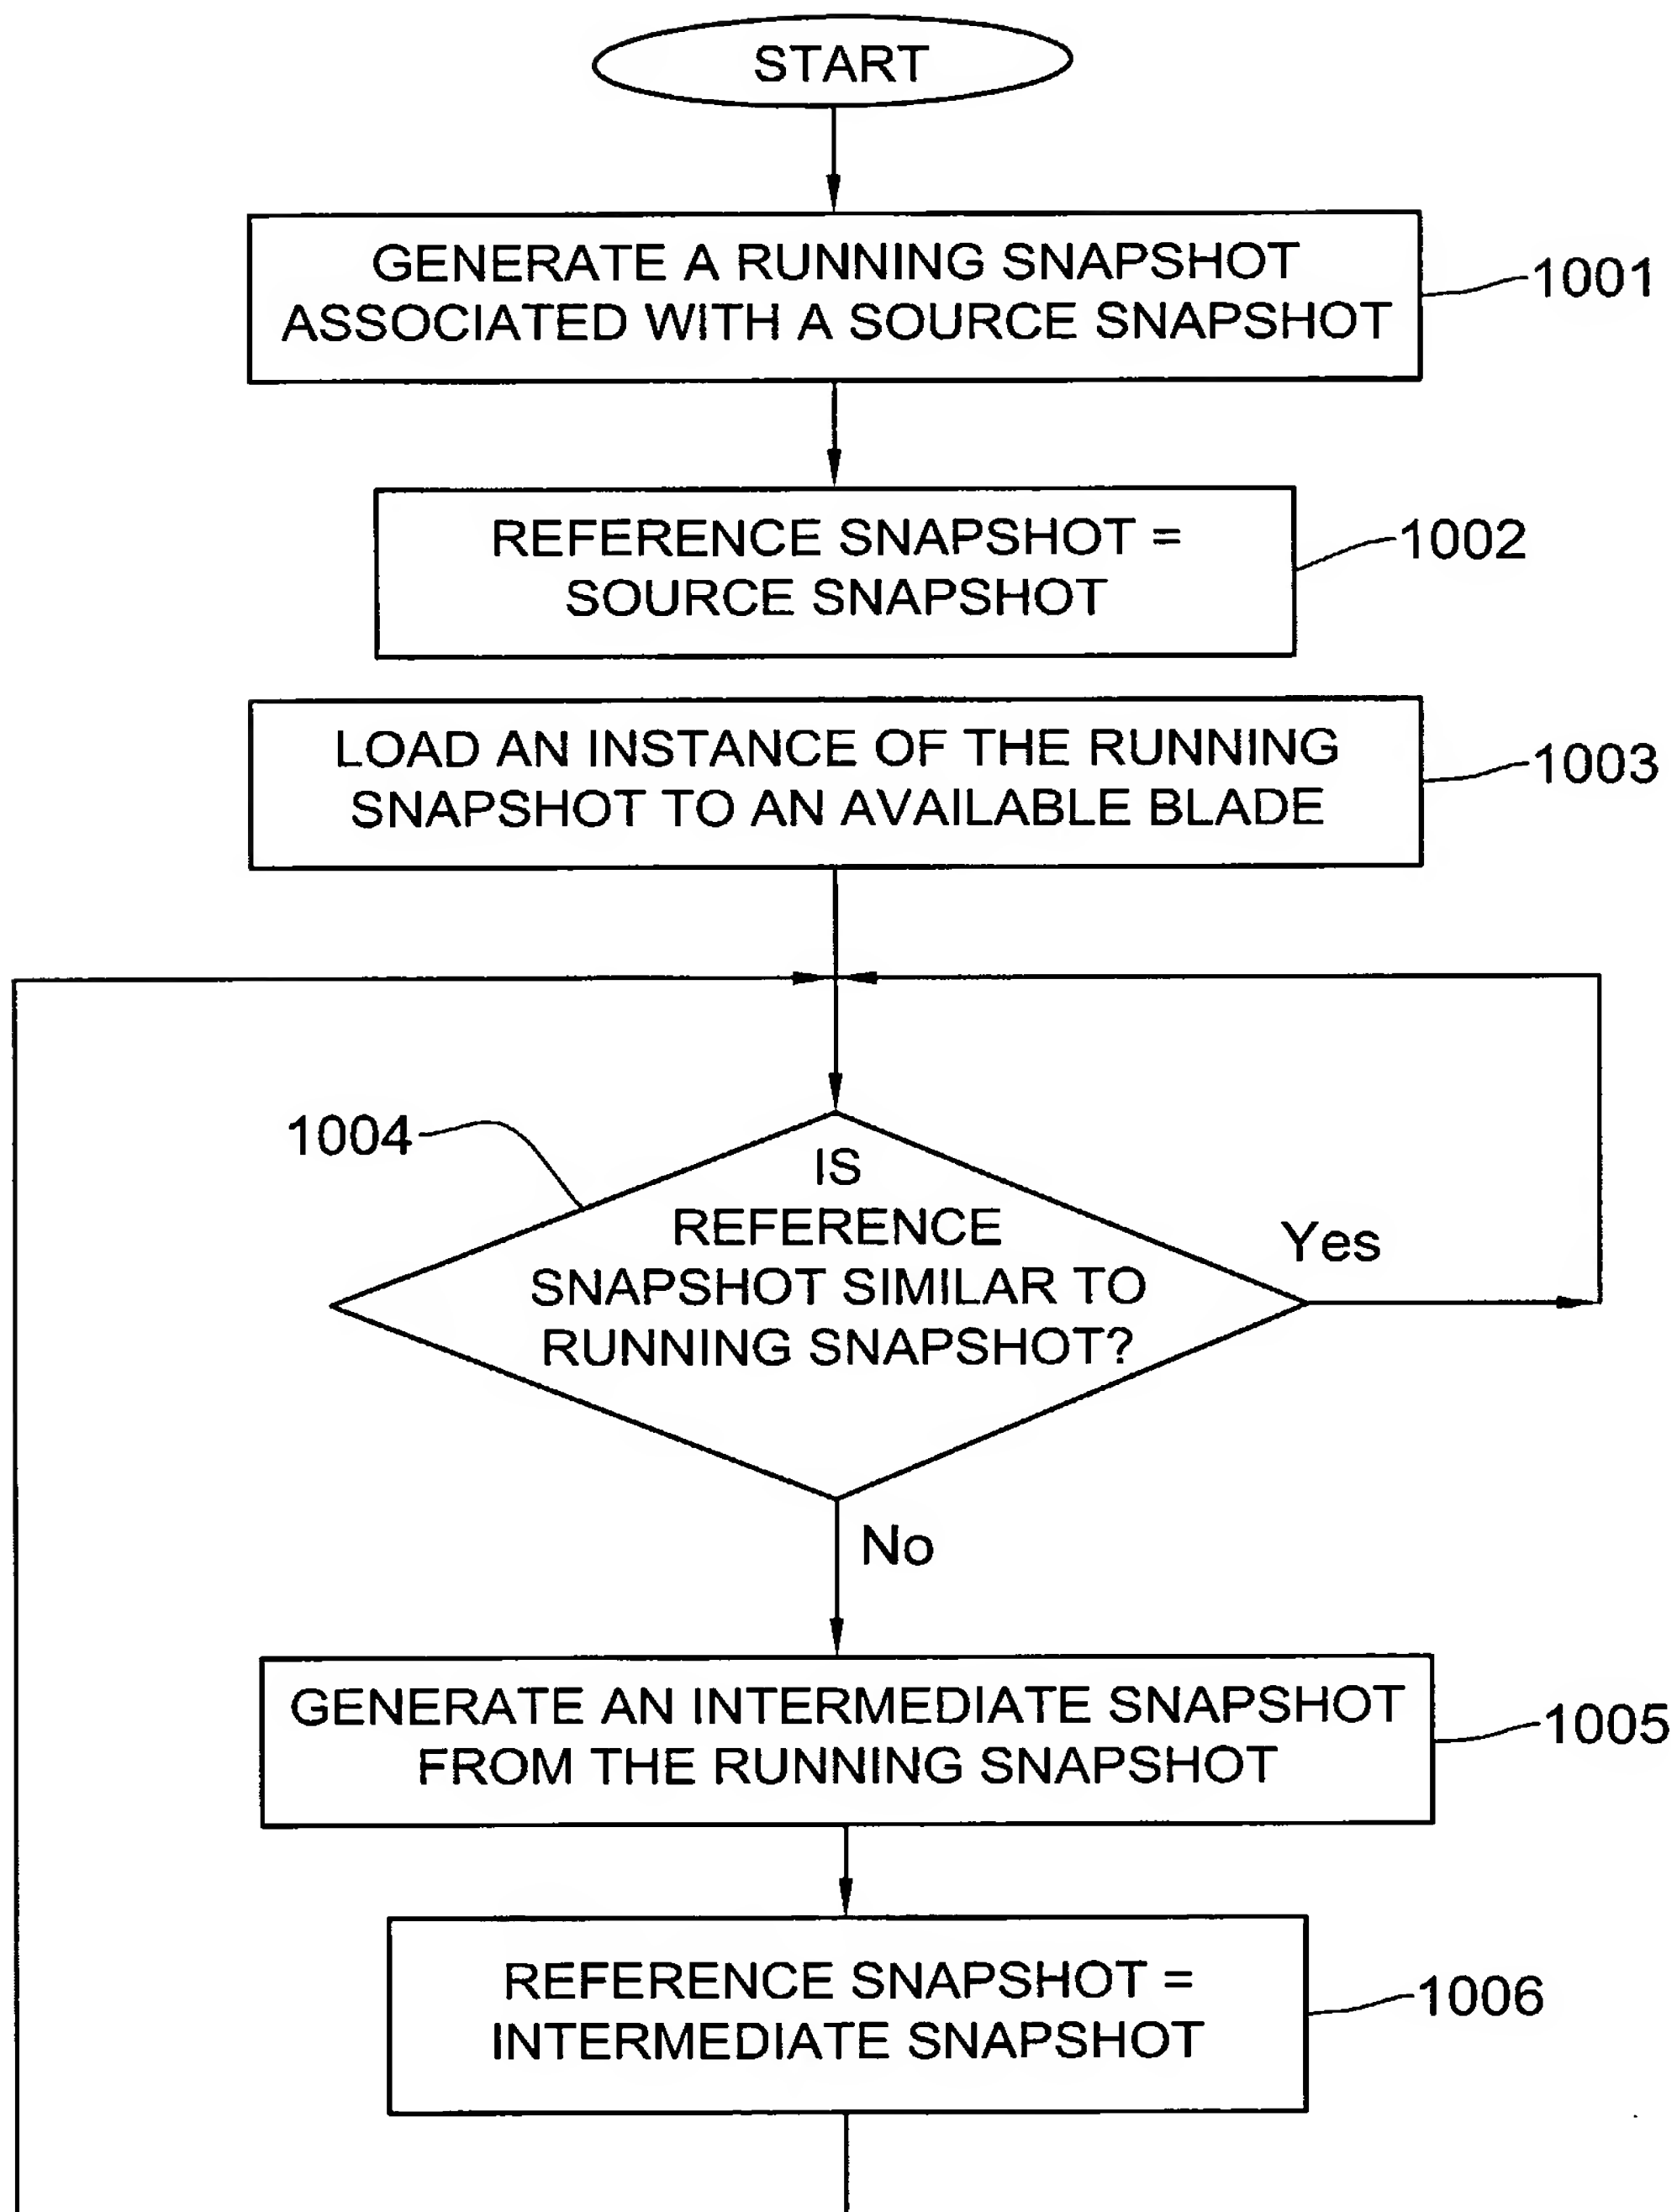 START
GENERATE A RUNNING SNAPSHOT
ASSOCIATED WITH A SOURCE SNAPSHOT
1001
REFERENCE SNAPSHOT =
SOURCE SNAPSHOT
1002
LOAD AN INSTANCE OF THE RUNNING
SNAPSHOT TO AN AVAILABLE BLADE
1003
1004
IS
REFERENCE
SNAPSHOT SIMILAR TO
RUNNING SNAPSHOT?
Yes
No
GENERATE AN INTERMEDIATE SNAPSHOT
FROM THE RUNNING SNAPSHOT
1005
REFERENCE SNAPSHOT =
INTERMEDIATE SNAPSHOT
1006